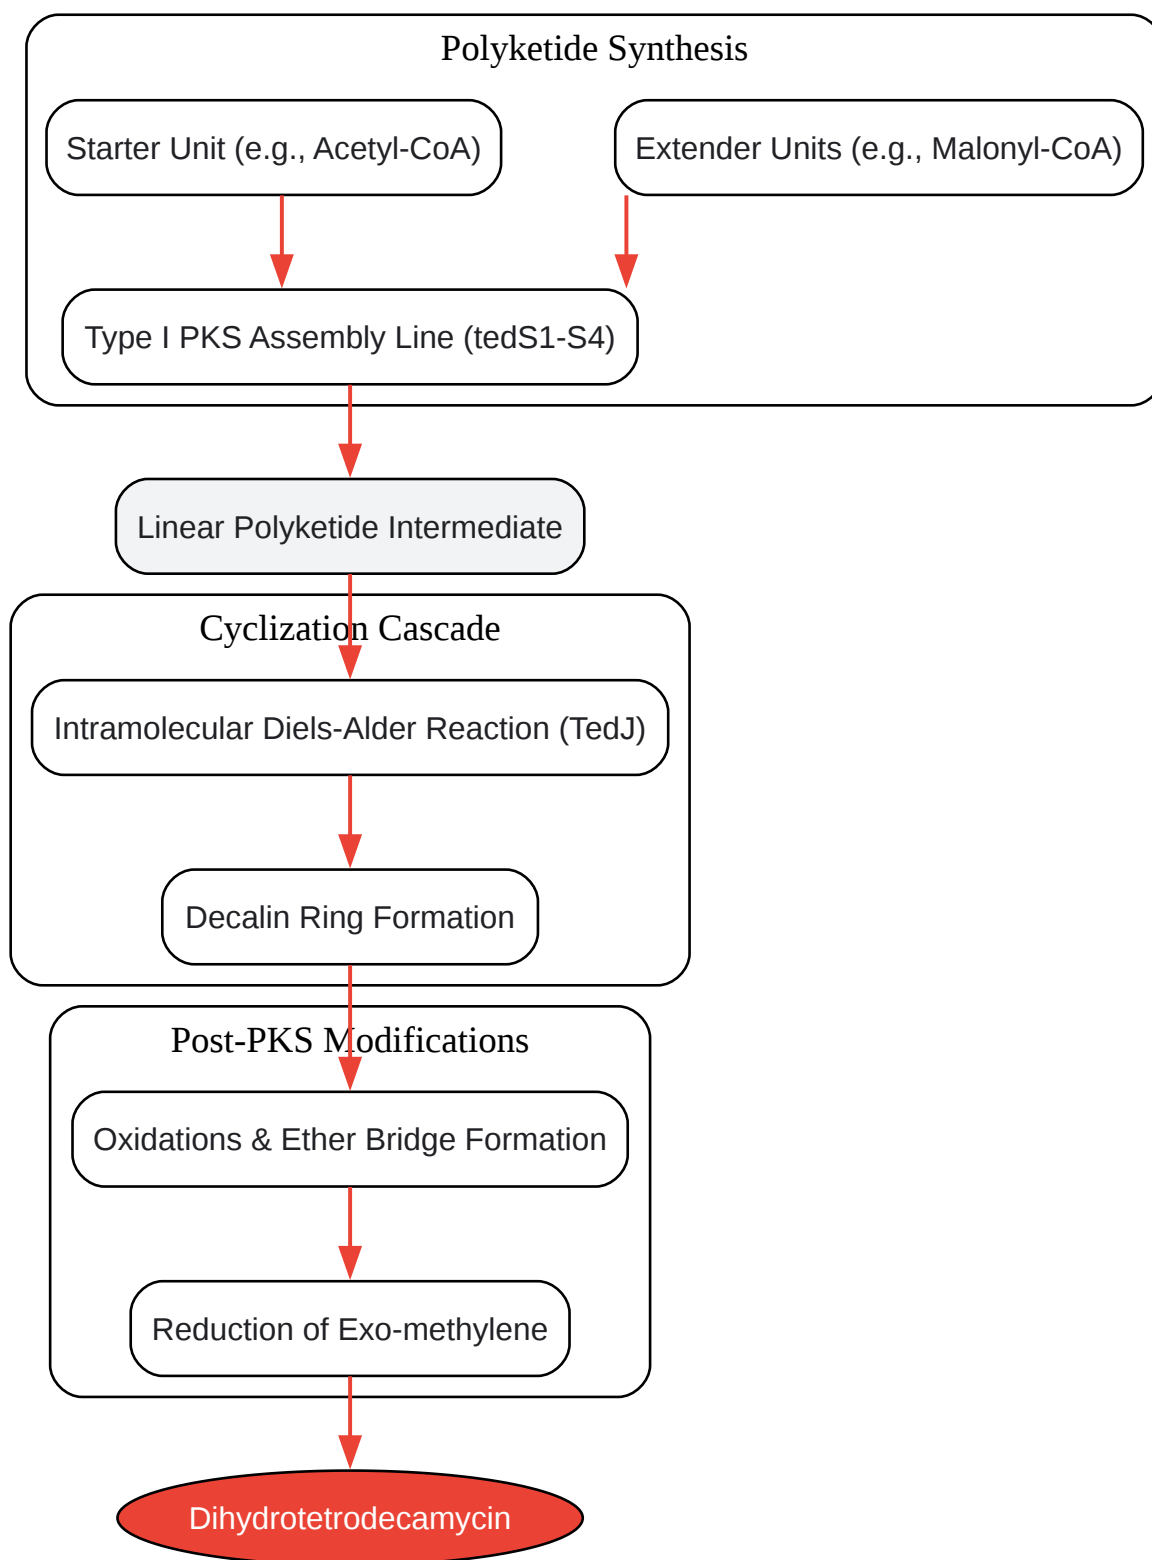 Polyketide Synthesis
Starter Unit (e.g., Acetyl-CoA)
Extender Units (e.g., Malonyl-CoA)
Type I PKS Assembly Line (tedS1-S4)
Linear Polyketide Intermediate
Cyclization Cascade
Intramolecular Diels-Alder Reaction (TedJ)
Decalin Ring Formation
Post-PKS Modifications
Oxidations & Ether Bridge Formation
Reduction of Exo-methylene
Dihydrotetrodecamycin